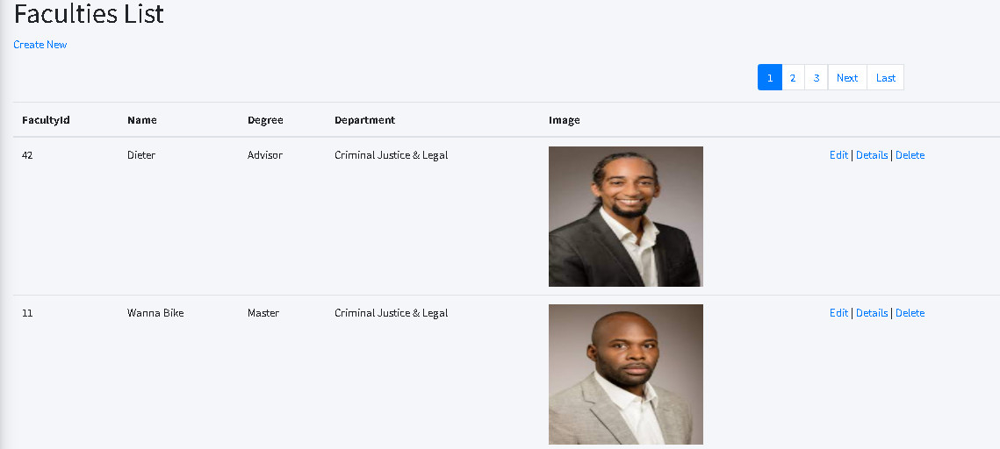 Faculties List
Create New
1 2 3 Next Last
FacultyId Name Degree Department Image
42 Dieter Advisor Criminal Justice & Legal Edit | Details | Delete
11 Wanna Bike Master Criminal Justice & Legal Edit | Details | Delete